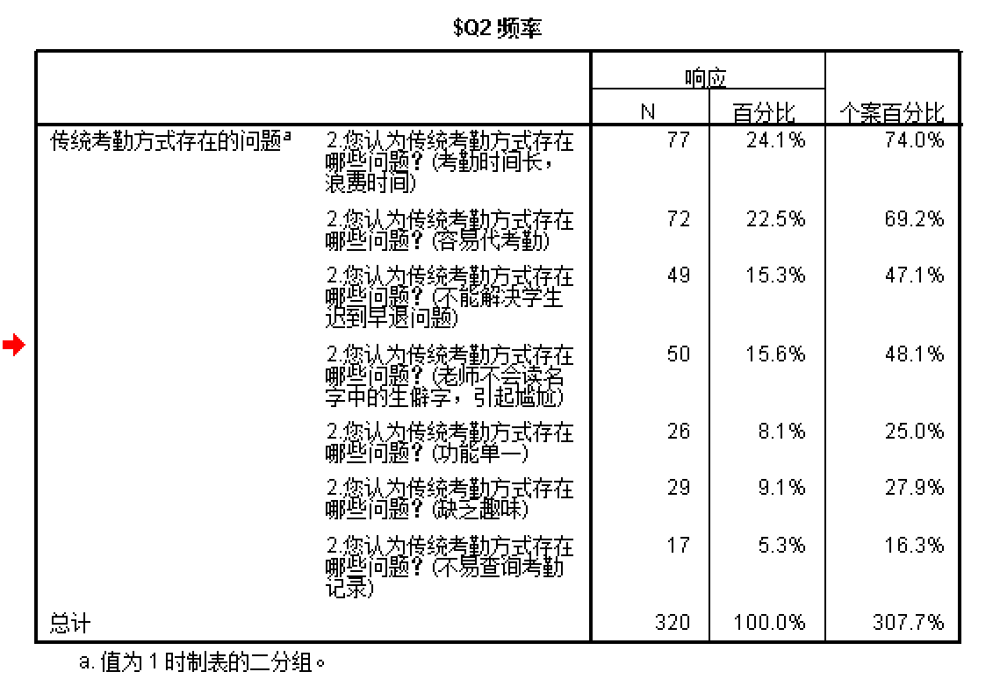 $Q2 频率
响应
N 百分比 个案百分比
传统考勤方式存在的问题a 2.您认为传统考勤方式存在 77 24.1% 74.0%
哪些问题？(考勤时间长，
浪费时间)
2.您认为传统考勤方式存在 72 22.5% 69.2%
哪些问题？(容易代考勤)
2.您认为传统考勤方式存在 49 15.3% 47.1%
哪些问题？(不能解决学生
迟到早退问题)
2.您认为传统考勤方式存在 50 15.6% 48.1%
哪些问题？(老师不会读名
字中的生僻字，引起尴尬)
2.您认为传统考勤方式存在 26 8.1% 25.0%
哪些问题？(功能单一)
2.您认为传统考勤方式存在 29 9.1% 27.9%
哪些问题？(缺乏趣味)
2.您认为传统考勤方式存在 17 5.3% 16.3%
哪些问题？(不易查询考勤
记录)
总计 320 100.0% 307.7%
a. 值为 1 时制表的二分组。